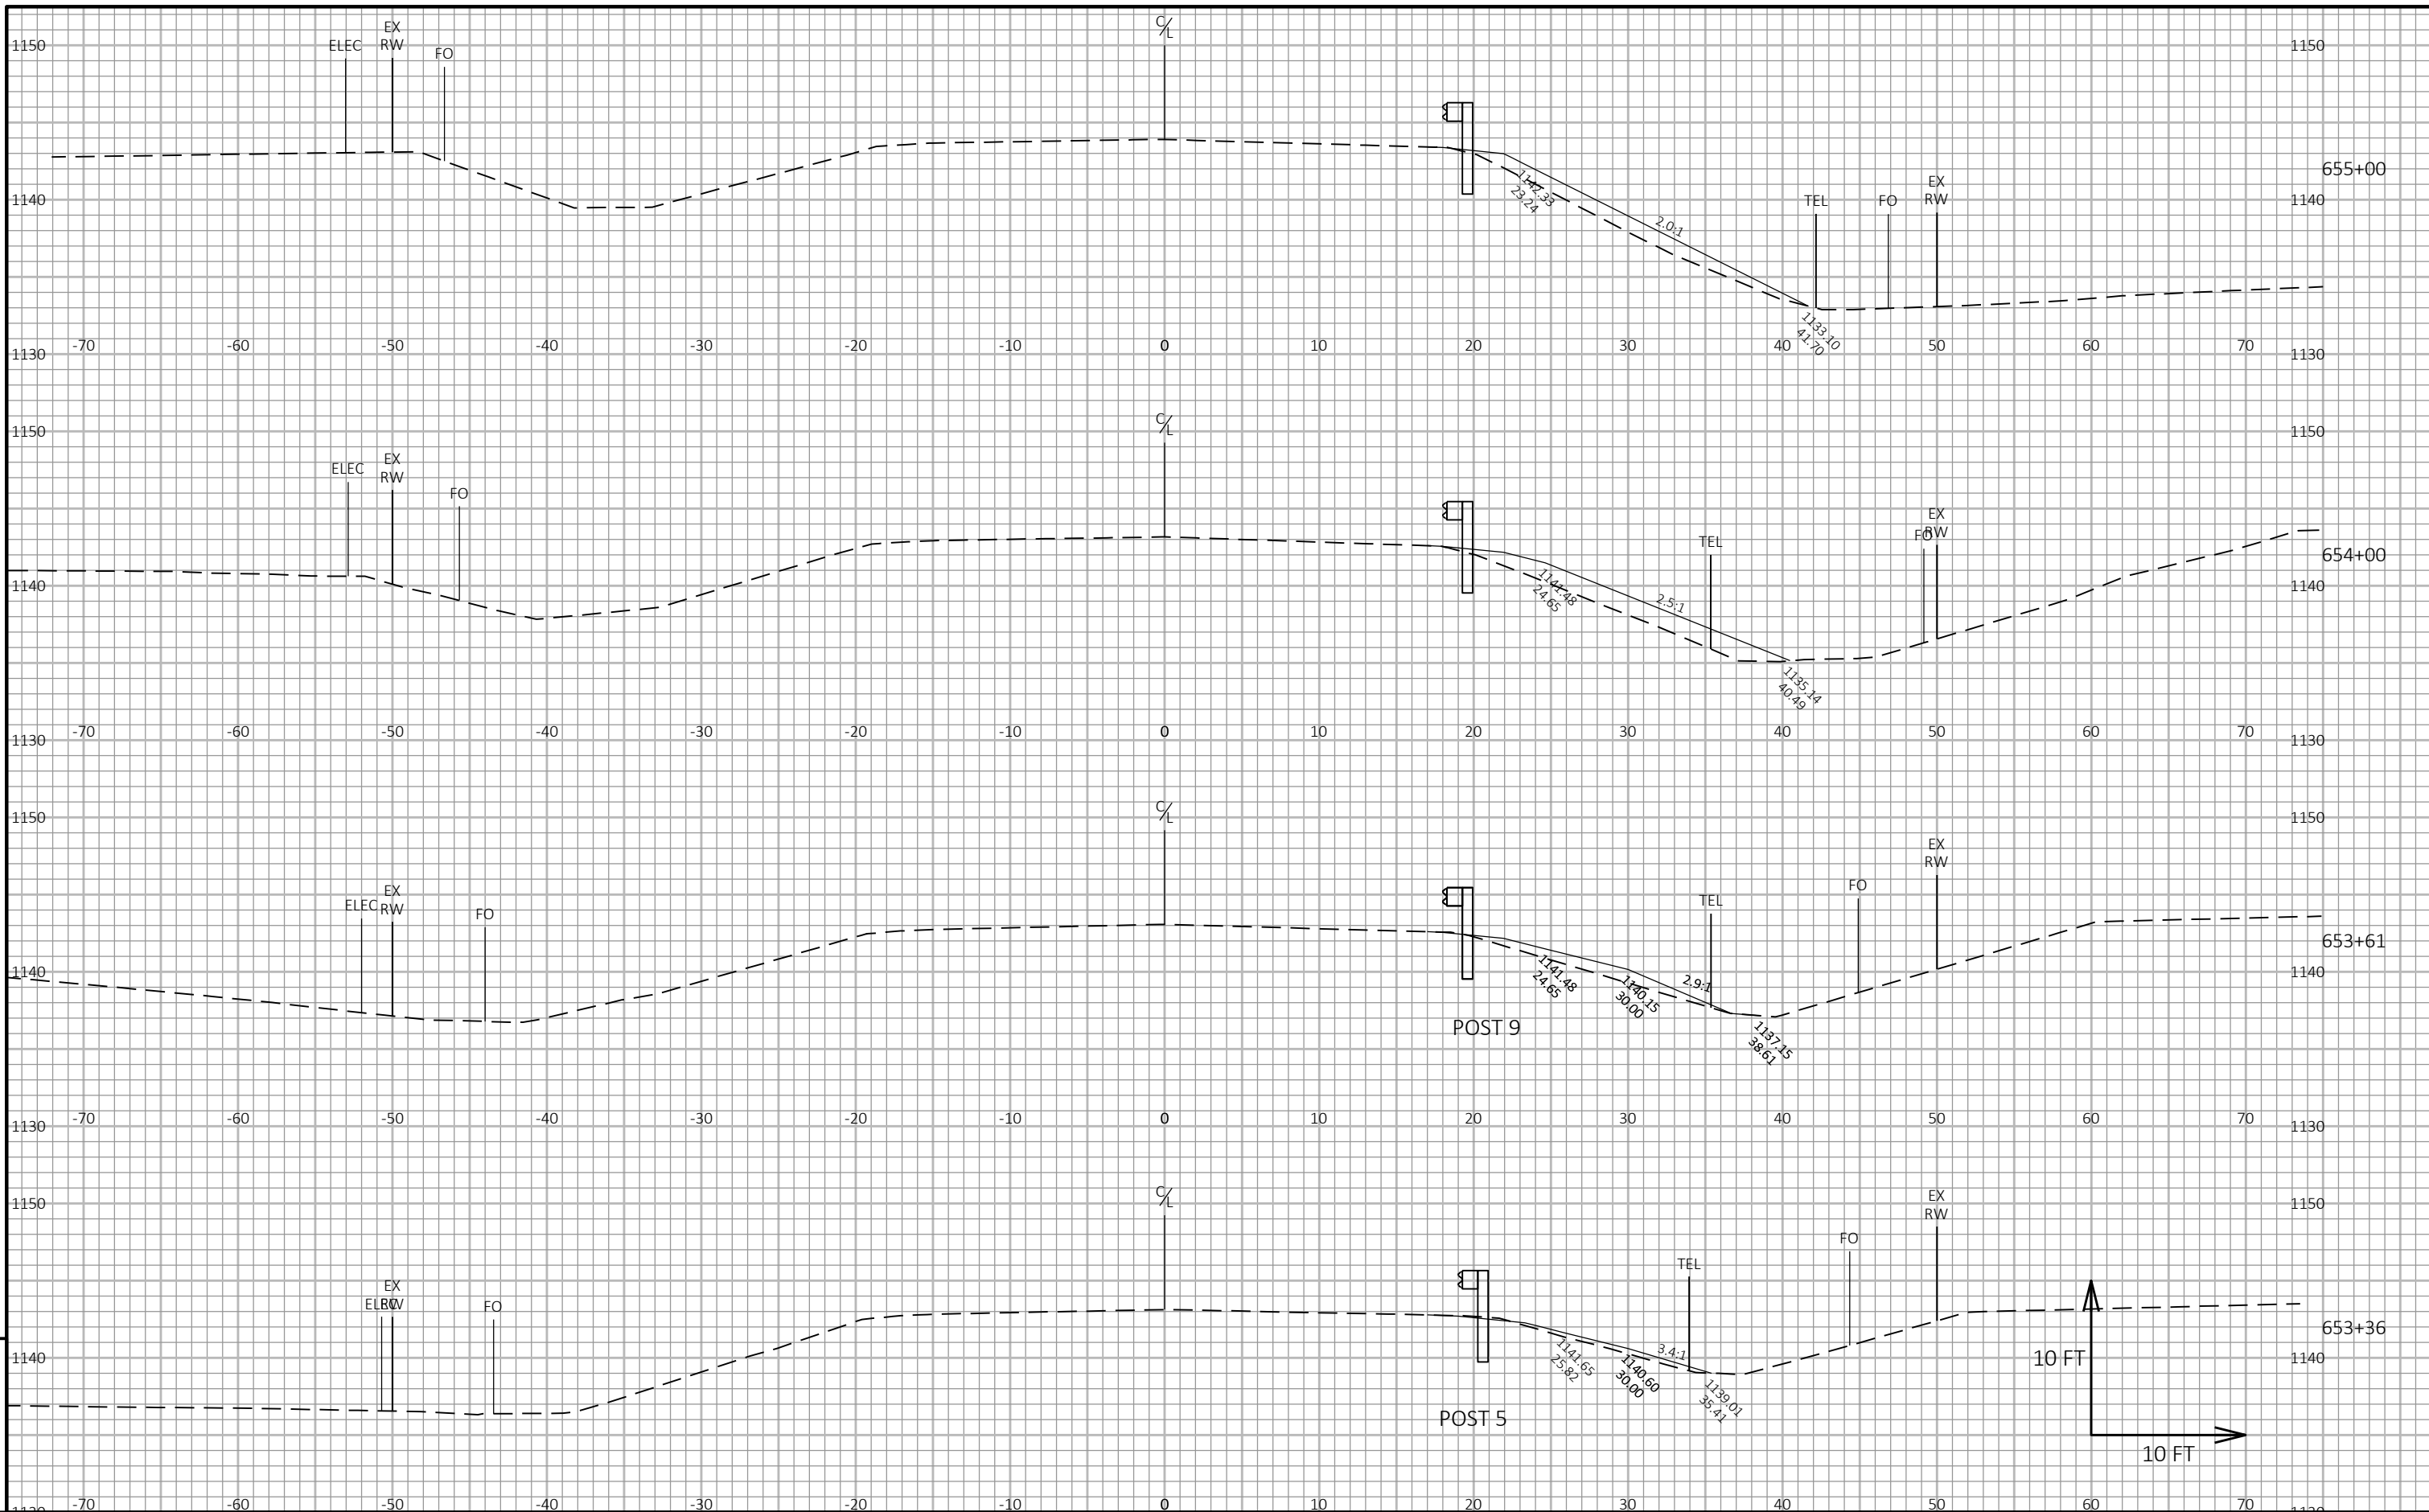 C/L
EX
1150 ELEC RW FO 1150
655+00
1142.33
23.24
EX
1140 TEL FO RW 1140
2.0:1
1133.10
41.70
-70 -60 -50 -40 -30 -20 -10 0 10 20 30 40 50 60 70
1130 1130
C/L
1150 1150
EX
ELEC RW
FO
EX
FO RW
TEL
654+00
1140 1140
1141.48
24.65
2.5:1
1135.14
40.49
-70 -60 -50 -40 -30 -20 -10 0 10 20 30 40 50 60 70
1130 1130
C/L
1150 1150
EX
RW
EX
ELEC RW
FO
TEL
FO
653+61
1140 1140
1141.48
24.65
1140.15
30.00
2.9:1
POST 9
1137.15
38.61
-70 -60 -50 -40 -30 -20 -10 0 10 20 30 40 50 60 70
1130 1130
C/L
1150 1150
EX
RW
FO
TEL
EX
ELEC RW
FO
653+36
1140 1140
10 FT
1141.65
25.82
1140.60
30.00
3.4:1
1139.01
35.41
POST 5
10 FT
-70 -60 -50 -40 -30 -20 -10 0 10 20 30 40 50 60 70
1130 1130